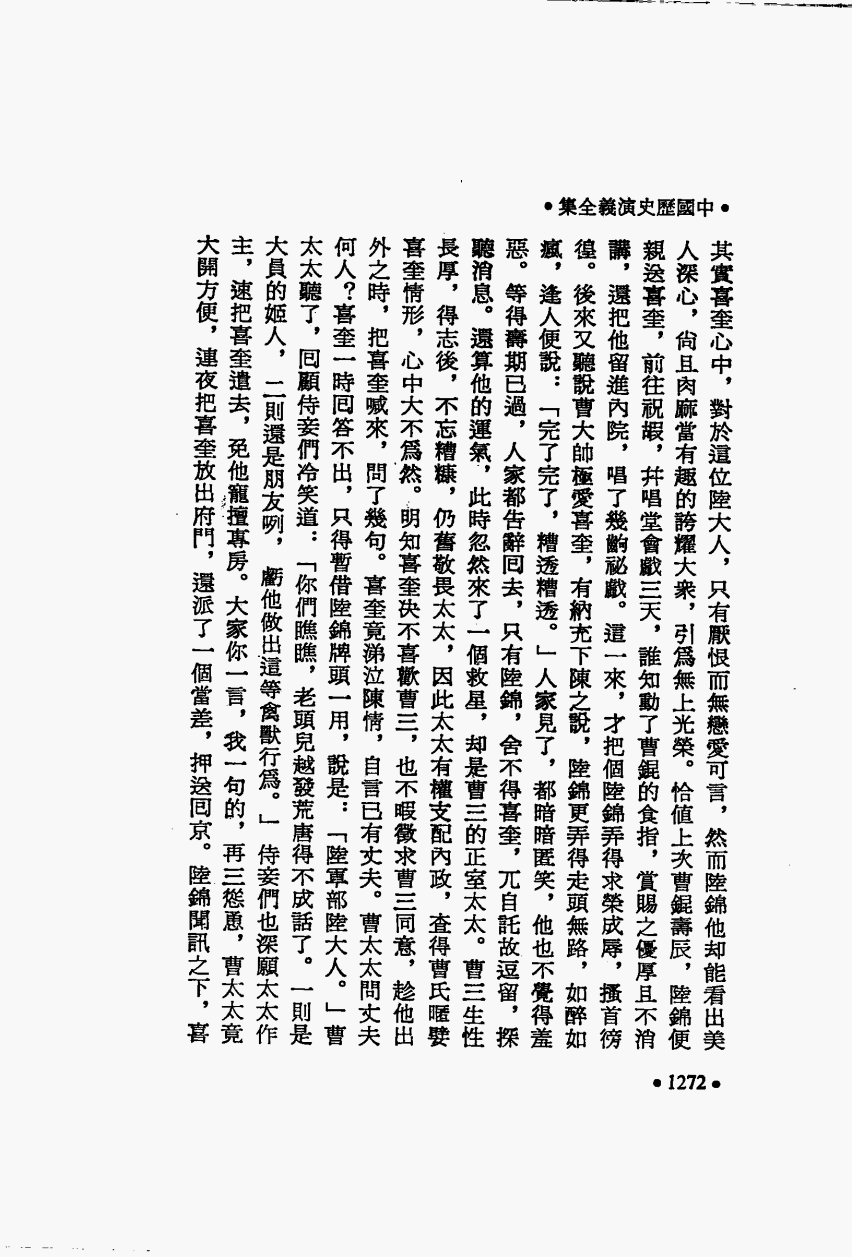 •中國歷史演義全集•
其實喜奎心中，對於這位陸大人，只有厭恨而無戀愛可言，然而陸錦他却能看出美
人深心，尙且肉麻當有趣的誇耀大衆，引爲無上光榮。恰值上次曹錕壽辰，陸錦便
親送喜奎，前往祝嘏，幷唱堂會戲三天，誰知動了曹錕的食指，賞賜之優厚且不消
講，還把他留進內院，唱了幾齣祕戲。這一來，才把個陸錦弄得求榮成辱，搔首徬
徨。後來又聽說曹大帥極愛喜奎，有納充下陳之說，陸錦更弄得走頭無路，如醉如
瘋，逢人便說：「完了完了，糟透糟透。」人家見了，都暗暗匿笑，他也不覺得羞
惡。等得壽期已過，人家都告辭回去，只有陸錦，舍不得喜奎，兀自託故逗留，探
聽消息。還算他的運氣，此時忽然來了一個救星，却是曹三的正室太太。曹三生性
長厚，得志後，不忘糟糠，仍舊敬畏太太，因此太太有權支配內政，查得曹氏暱嬖
喜奎情形，心中大不爲然。明知喜奎決不喜歡曹三，也不暇徵求曹三同意，趁他出
外之時，把喜奎喊來，問了幾句。喜奎竟涕泣陳情，自言已有丈夫。曹太太問丈夫
何人？喜奎一時回答不出，只得暫借陸錦牌頭一用，說是：「陸軍部陸大人。」曹
太太聽了，回顧侍妾們冷笑道：「你們瞧瞧，老頭兒越發荒唐得不成話了。一則是
大員的姬人，二則還是朋友咧，虧他做出這等禽獸行爲。」侍妾們也深願太太作
主，速把喜奎遣去，免他寵擅專房。大家你一言，我一句的，再三慫恿，曹太太竟
大開方便，連夜把喜奎放出府門，還派了一個當差，押送回京。陸錦聞訊之下，喜
•1272•